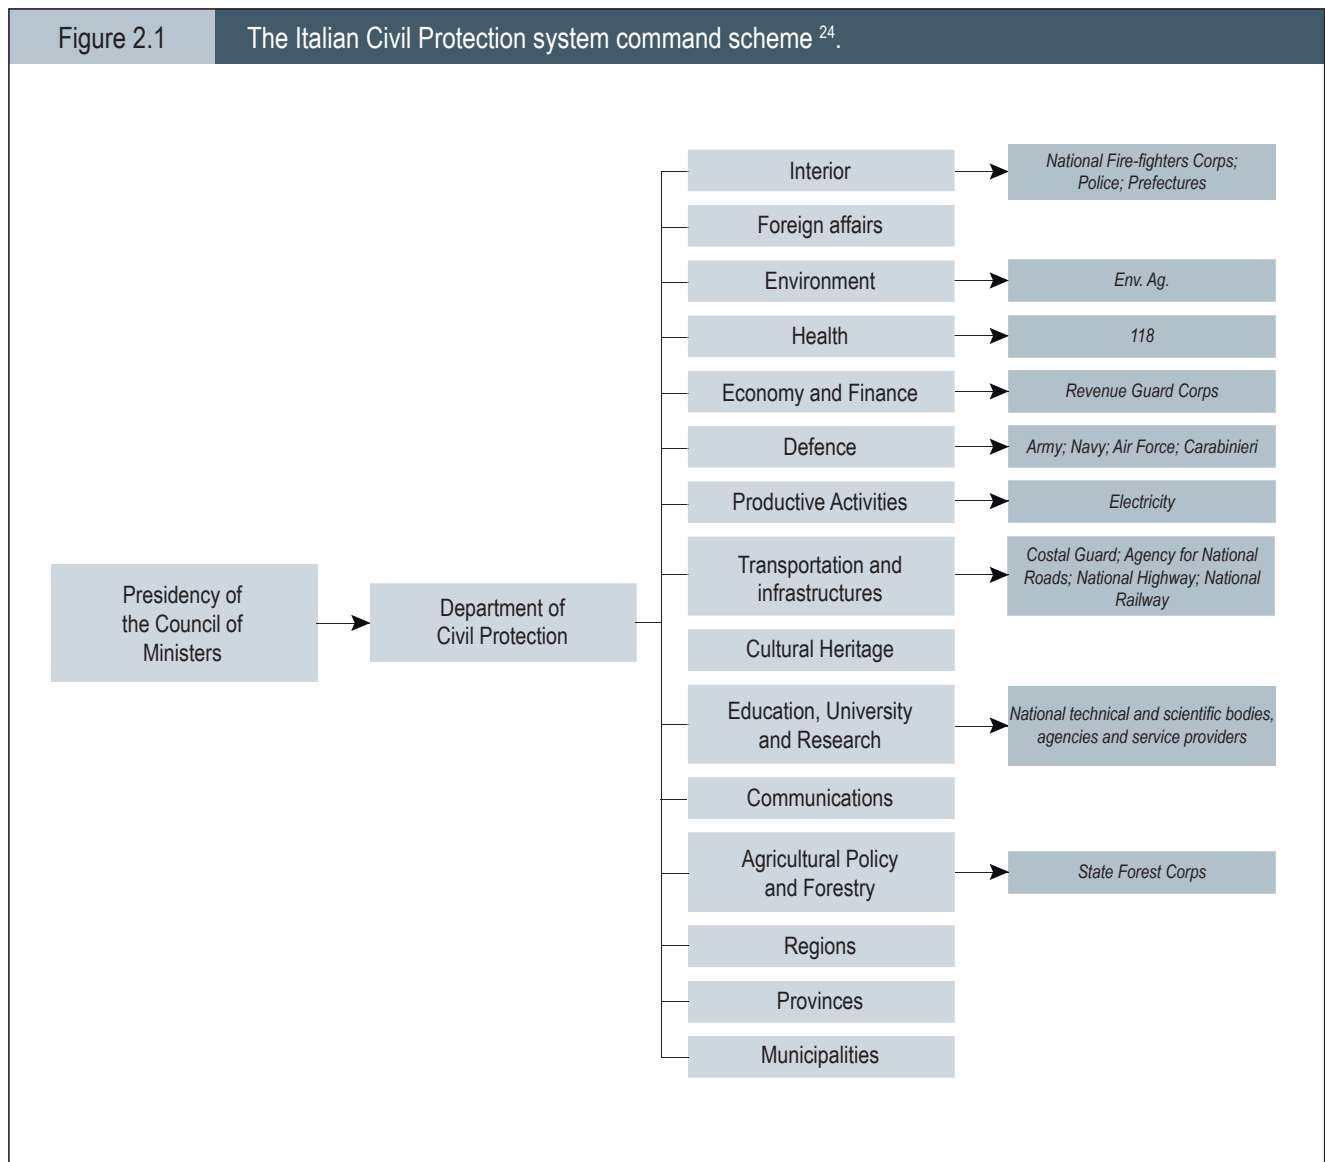 Figure 2.1
The Italian Civil Protection system command scheme 24.
Presidency of
the Council of
Ministers
Department of
Civil Protection
Interior
National Fire-fighters Corps;
Police; Prefectures
Foreign affairs
Environment
Env. Ag.
Health
118
Economy and Finance
Revenue Guard Corps
Defence
Army; Navy; Air Force; Carabinieri
Productive Activities
Electricity
Transportation and
infrastructures
Costal Guard; Agency for National
Roads; National Highway; National
Railway
Cultural Heritage
Education, University
and Research
National technical and scientific bodies,
agencies and service providers
Communications
Agricultural Policy
and Forestry
State Forest Corps
Regions
Provinces
Municipalities